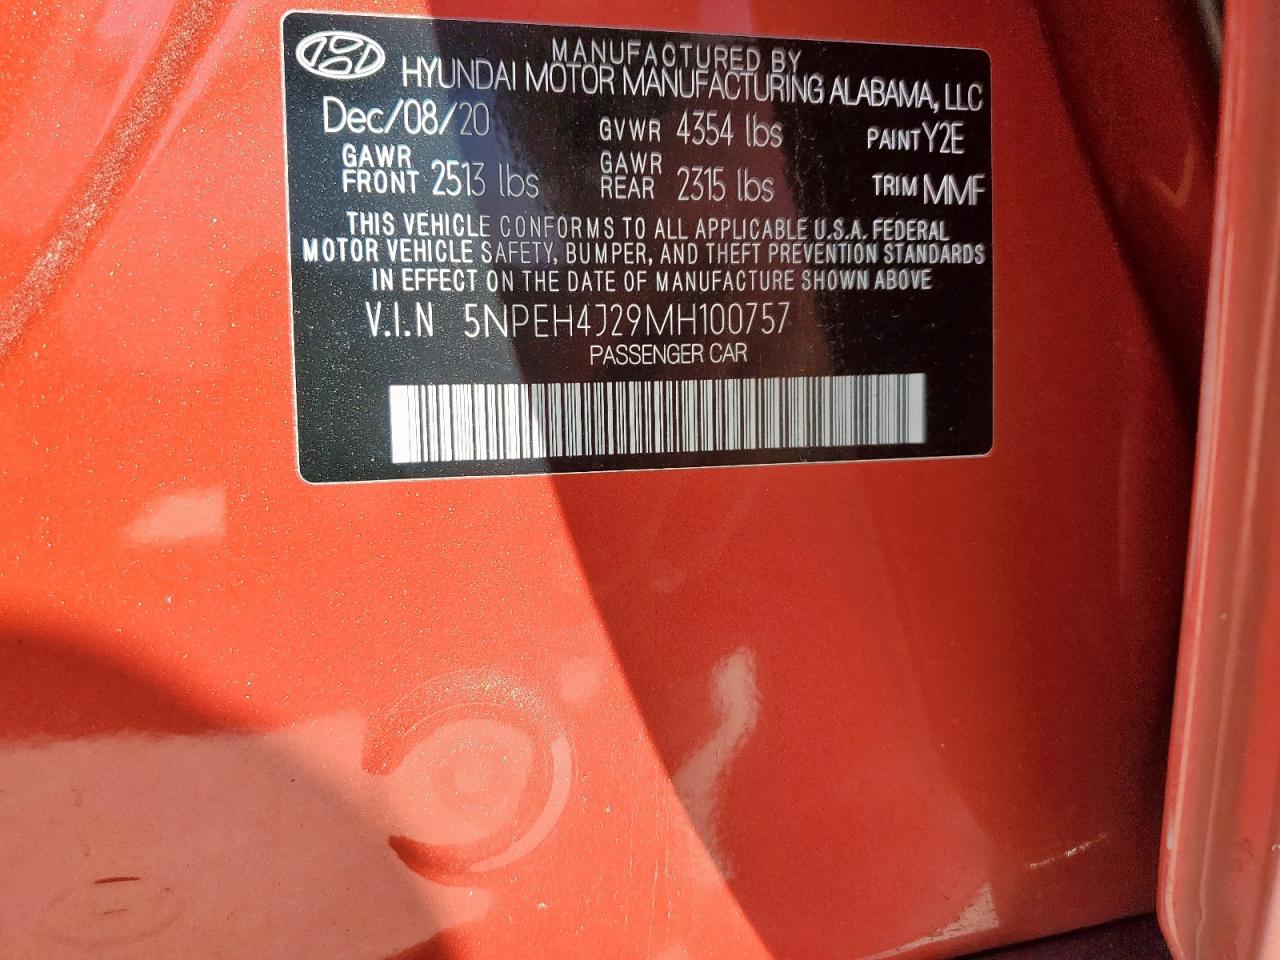 MANUFACTURED BY
HYUNDAI MOTOR MANUFACTURING ALABAMA, LLC
Dec/08/20 GVWR 4354 lbs PAINT Y2E
GAWR FRONT 2513 lbs GAWR REAR 2315 lbs TRIM MMF
THIS VEHICLE CONFORMS TO ALL APPLICABLE U.S.A. FEDERAL
MOTOR VEHICLE SAFETY, BUMPER, AND THEFT PREVENTION STANDARDS
IN EFFECT ON THE DATE OF MANUFACTURE SHOWN ABOVE
V.I.N 5NPEH4J29MH100757
PASSENGER CAR